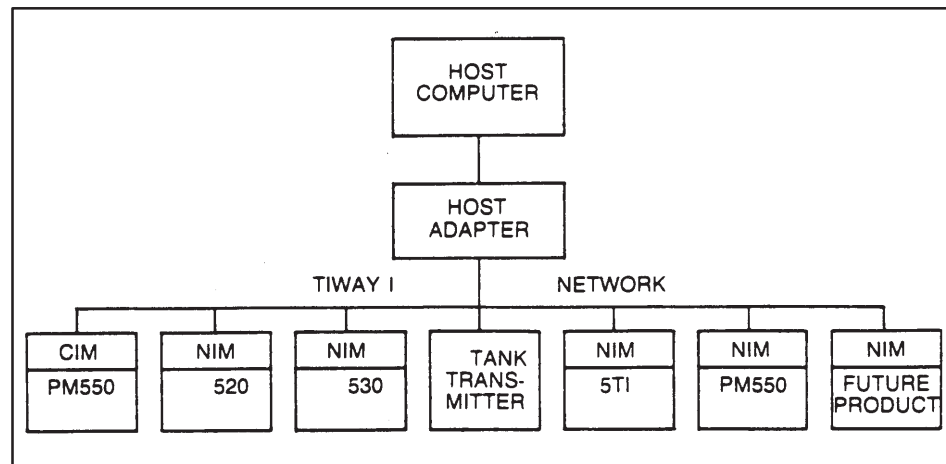 HOST
COMPUTER
HOST
ADAPTER
TIWAY I NETWORK
CIM
PM550
NIM
520
NIM
530
TANK
TRANS-
MITTER
NIM
5TI
NIM
PM550
NIM
FUTURE
PRODUCT